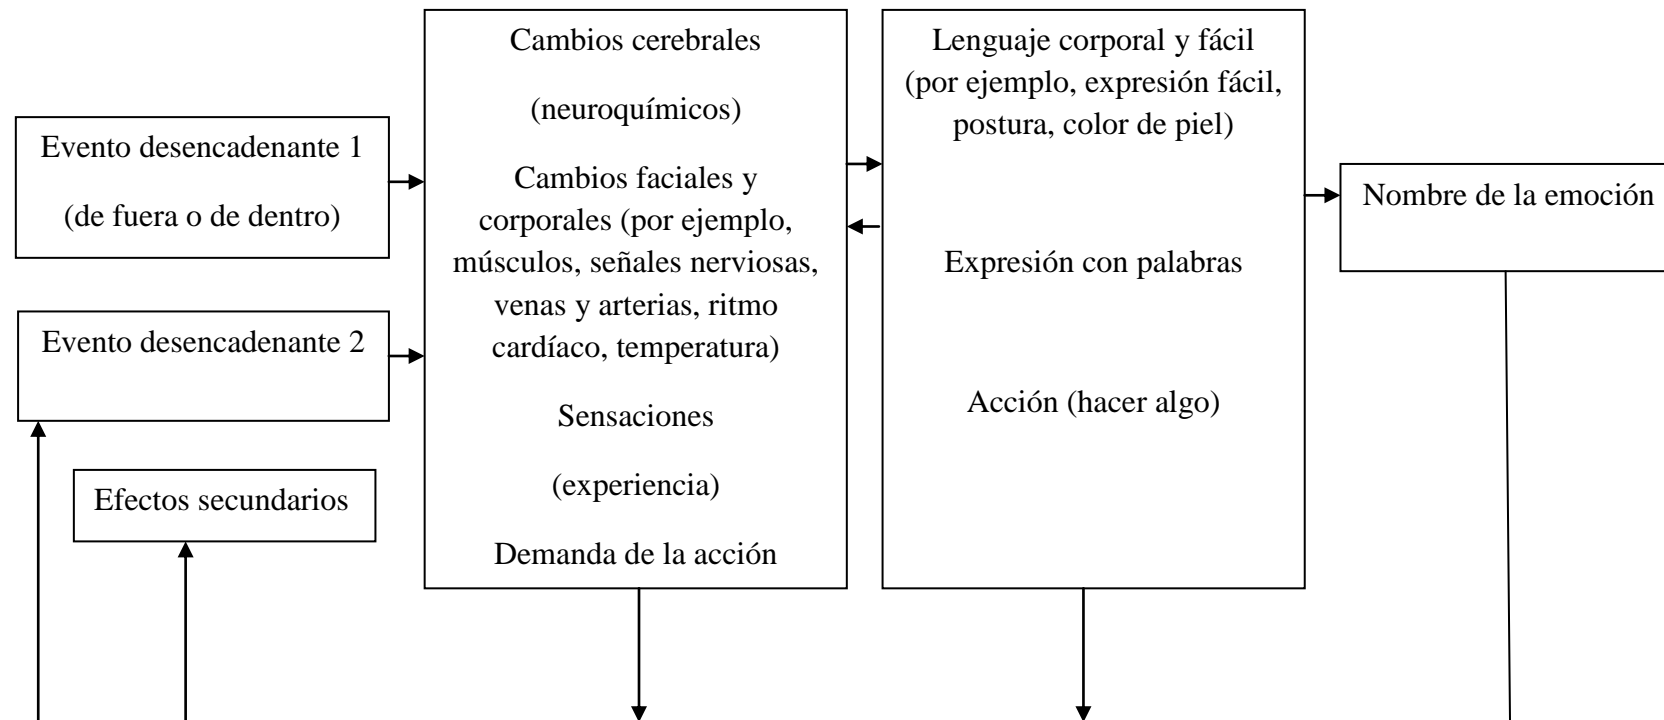 Evento desencadenante 1
(de fuera o de dentro)
Evento desencadenante 2
Efectos secundarios
Cambios cerebrales
(neuroquímicos)
Cambios faciales y
corporales (por ejemplo,
músculos, señales nerviosas,
venas y arterias, ritmo
cardíaco, temperatura)
Sensaciones
(experiencia)
Demanda de la acción
Lenguaje corporal y fácil
(por ejemplo, expresión fácil,
postura, color de piel)
Expresión con palabras
Acción (hacer algo)
Nombre de la emoción